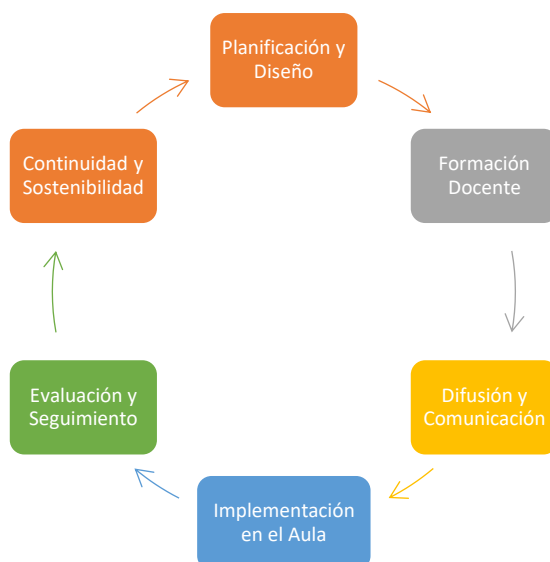 Planificación y
Diseño
Formación
Docente
Difusión y
Comunicación
Implementación
en el Aula
Evaluación y
Seguimiento
Continuidad y
Sostenibilidad